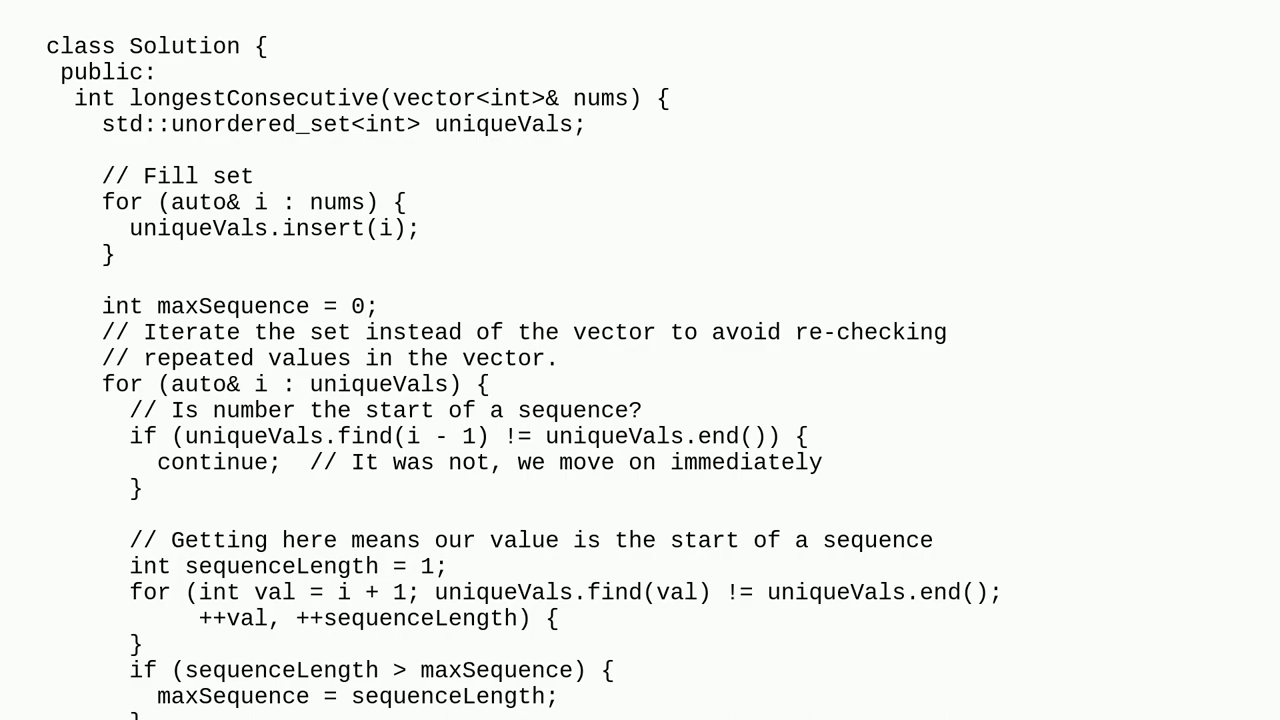 class Solution {
 public:
  int longestConsecutive(vector<int>& nums) {
    std::unordered_set<int> uniqueVals;

    // Fill set
    for (auto& i : nums) {
      uniqueVals.insert(i);
    }

    int maxSequence = 0;
    // Iterate the set instead of the vector to avoid re-checking
    // repeated values in the vector.
    for (auto& i : uniqueVals) {
      // Is number the start of a sequence?
      if (uniqueVals.find(i - 1) != uniqueVals.end()) {
        continue;  // It was not, we move on immediately
      }

      // Getting here means our value is the start of a sequence
      int sequenceLength = 1;
      for (int val = i + 1; uniqueVals.find(val) != uniqueVals.end();
           ++val, ++sequenceLength) {
      }
      if (sequenceLength > maxSequence) {
        maxSequence = sequenceLength;
      }